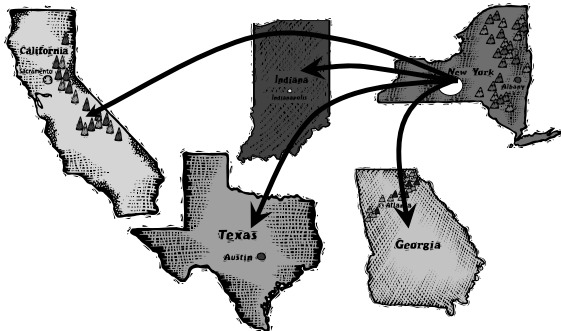 California
Sacramento
Indiana
Indianapolis
New York
Albany
Texas
Austin
Atlanta
Georgia